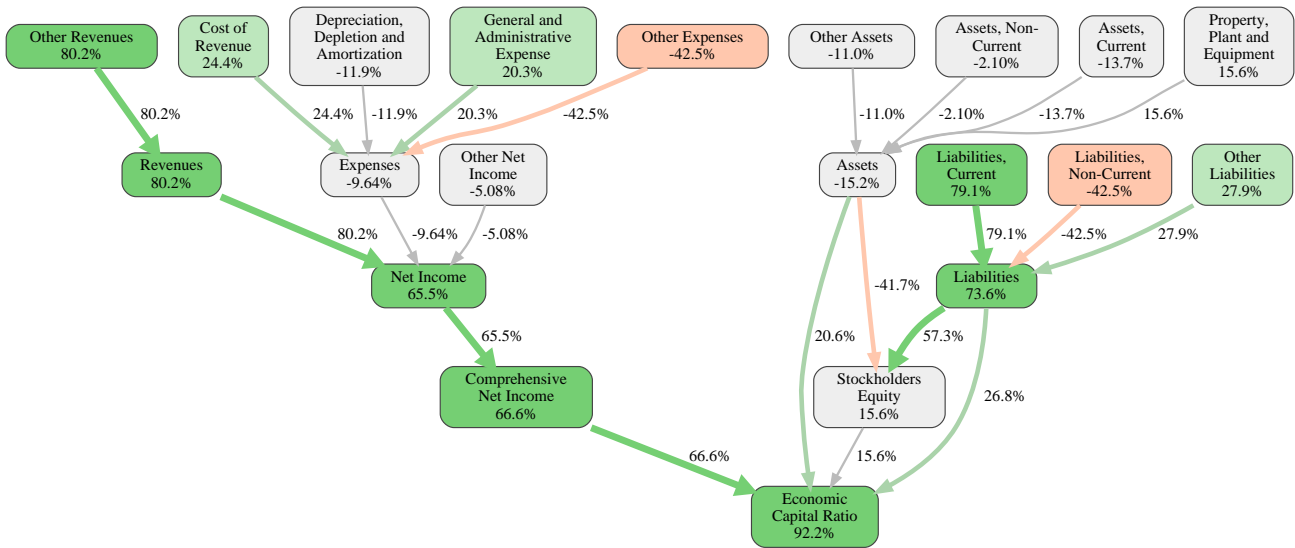 Other Revenues
80.2%
Cost of
Revenue
24.4%
Depreciation,
Depletion and
Amortization
-11.9%
General and
Administrative
Expense
20.3%
Other Expenses
-42.5%
Other Assets
-11.0%
Assets, Non-
Current
-2.10%
Assets,
Current
-13.7%
Property,
Plant and
Equipment
15.6%
80.2%
24.4%
-11.9%
20.3%
-42.5%
-11.0%
-2.10%
-13.7%
15.6%
Revenues
80.2%
Expenses
-9.64%
Other Net
Income
-5.08%
Assets
-15.2%
Liabilities,
Current
79.1%
Liabilities,
Non-Current
-42.5%
Other
Liabilities
27.9%
80.2%
-9.64%
-5.08%
79.1%
-42.5%
27.9%
Net Income
65.5%
-41.7%
Liabilities
73.6%
65.5%
20.6%
57.3%
Comprehensive
Net Income
66.6%
Stockholders
Equity
15.6%
26.8%
66.6%
15.6%
Economic
Capital Ratio
92.2%